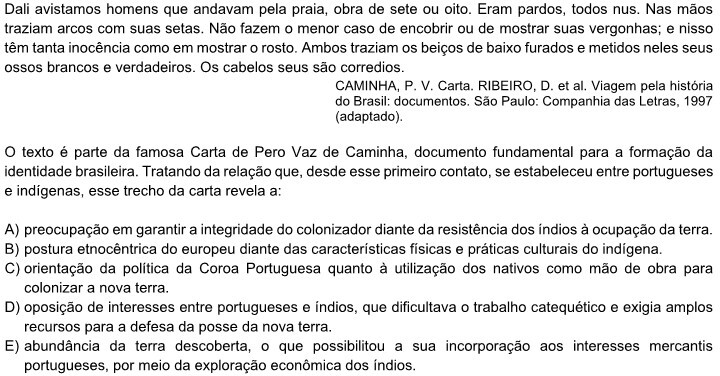 Dali avistamos homens que andavam pela praia, obra de sete ou oito. Eram pardos, todos nus. Nas mãos
traziam arcos com suas setas. Não fazem o menor caso de encobrir ou de mostrar suas vergonhas; e nisso
têm tanta inocência como em mostrar o rosto. Ambos traziam os beiços de baixo furados e metidos neles seus
ossos brancos e verdadeiros. Os cabelos seus são corredios.
CAMINHA, P. V. Carta. RIBEIRO, D. et al. Viagem pela história
do Brasil: documentos. São Paulo: Companhia das Letras, 1997
(adaptado).
O texto é parte da famosa Carta de Pero Vaz de Caminha, documento fundamental para a formação da
identidade brasileira. Tratando da relação que, desde esse primeiro contato, se estabeleceu entre portugueses
e indígenas, esse trecho da carta revela a:
A) preocupação em garantir a integridade do colonizador diante da resistência dos índios à ocupação da terra.
B) postura etnocêntrica do europeu diante das características físicas e práticas culturais do indígena.
C) orientação da política da Coroa Portuguesa quanto à utilização dos nativos como mão de obra para
colonizar a nova terra.
D) oposição de interesses entre portugueses e índios, que dificultava o trabalho catequético e exigia amplos
recursos para a defesa da posse da nova terra.
E) abundância da terra descoberta, o que possibilitou a sua incorporação aos interesses mercantis
portugueses, por meio da exploração econômica dos índios.